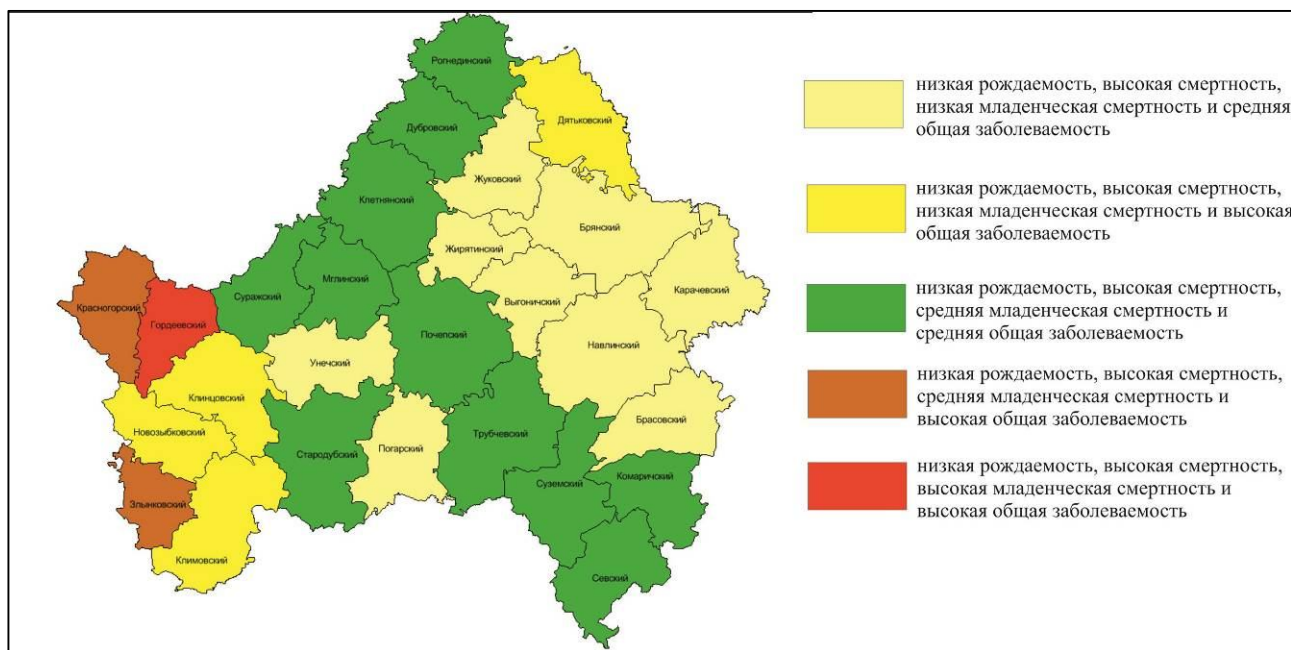 Рогнединский
Дятьковский
Дубровский
Жуковский
Клетнянский
Брянский
Жирятинский
Мглинский
Карачевский
Суражский
Выгоничский
Красногорский
Гордеевский
Почепский
Навлинский
Унечский
Клинцовский
Брасовский
Новозыбковский
Трубчевский
Погарский
Стародубский
Комаричский
Суземский
Злынковский
Климовский
Севский
низкая рождаемость, высокая смертность,
низкая младенческая смертность и средняя
общая заболеваемость
низкая рождаемость, высокая смертность,
низкая младенческая смертность и высокая
общая заболеваемость
низкая рождаемость, высокая смертность,
средняя младенческая смертность и
средняя общая заболеваемость
низкая рождаемость, высокая смертность,
средняя младенческая смертность и
высокая общая заболеваемость
низкая рождаемость, высокая смертность,
высокая младенческая смертность и
высокая общая заболеваемость